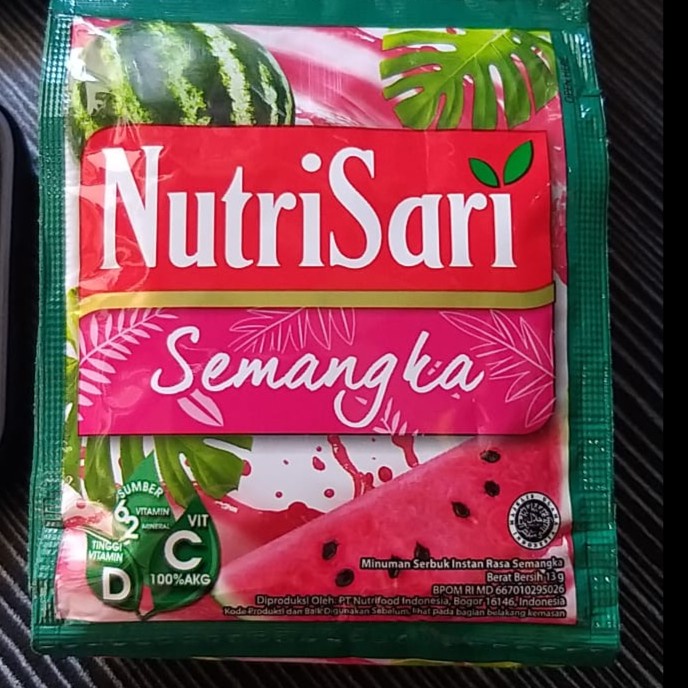 NutriSari
Semangka
SUMBER
6 VITAMIN
2 MINERAL
TINGGI
VITAMIN
D
VIT
C
100%AKG
Minuman Serbuk Instan Rasa Semangka
Berat Bersih 13 g
BPOM RI MD 667010295026
Diproduksi Oleh: PT Nutrifood Indonesia, Bogor 16146, Indonesia
Kode Produksi dan Baik Digunakan Sebelum, lihat pada bagian belakang kemasan